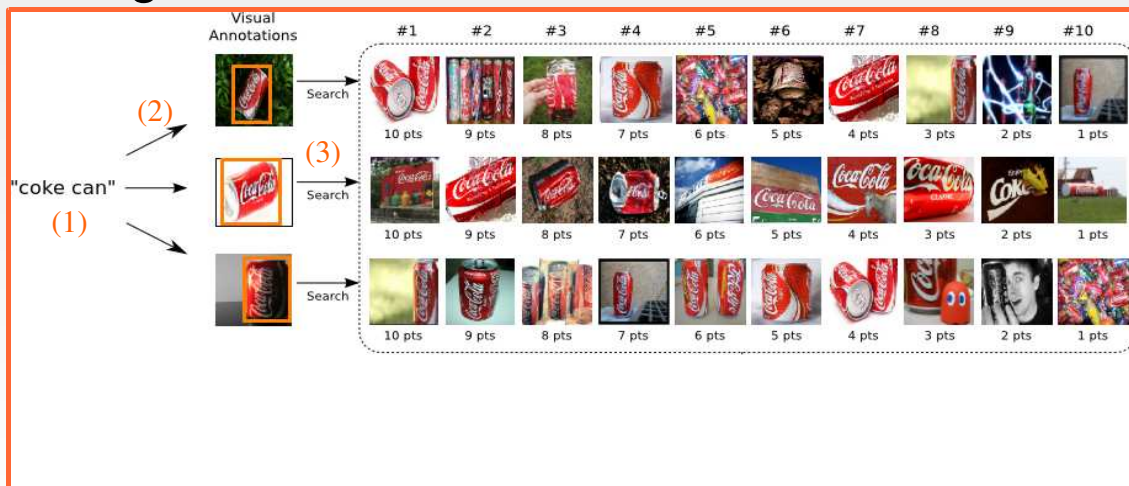 Visual
Annotations
#1 #2 #3 #4 #5 #6 #7 #8 #9 #10
Search
10 pts 9 pts 8 pts 7 pts 6 pts 5 pts 4 pts 3 pts 2 pts 1 pts
(2)
(3)
"coke can"
Search
(1)
10 pts 9 pts 8 pts 7 pts 6 pts 5 pts 4 pts 3 pts 2 pts 1 pts
Search
10 pts 9 pts 8 pts 7 pts 6 pts 5 pts 4 pts 3 pts 2 pts 1 pts